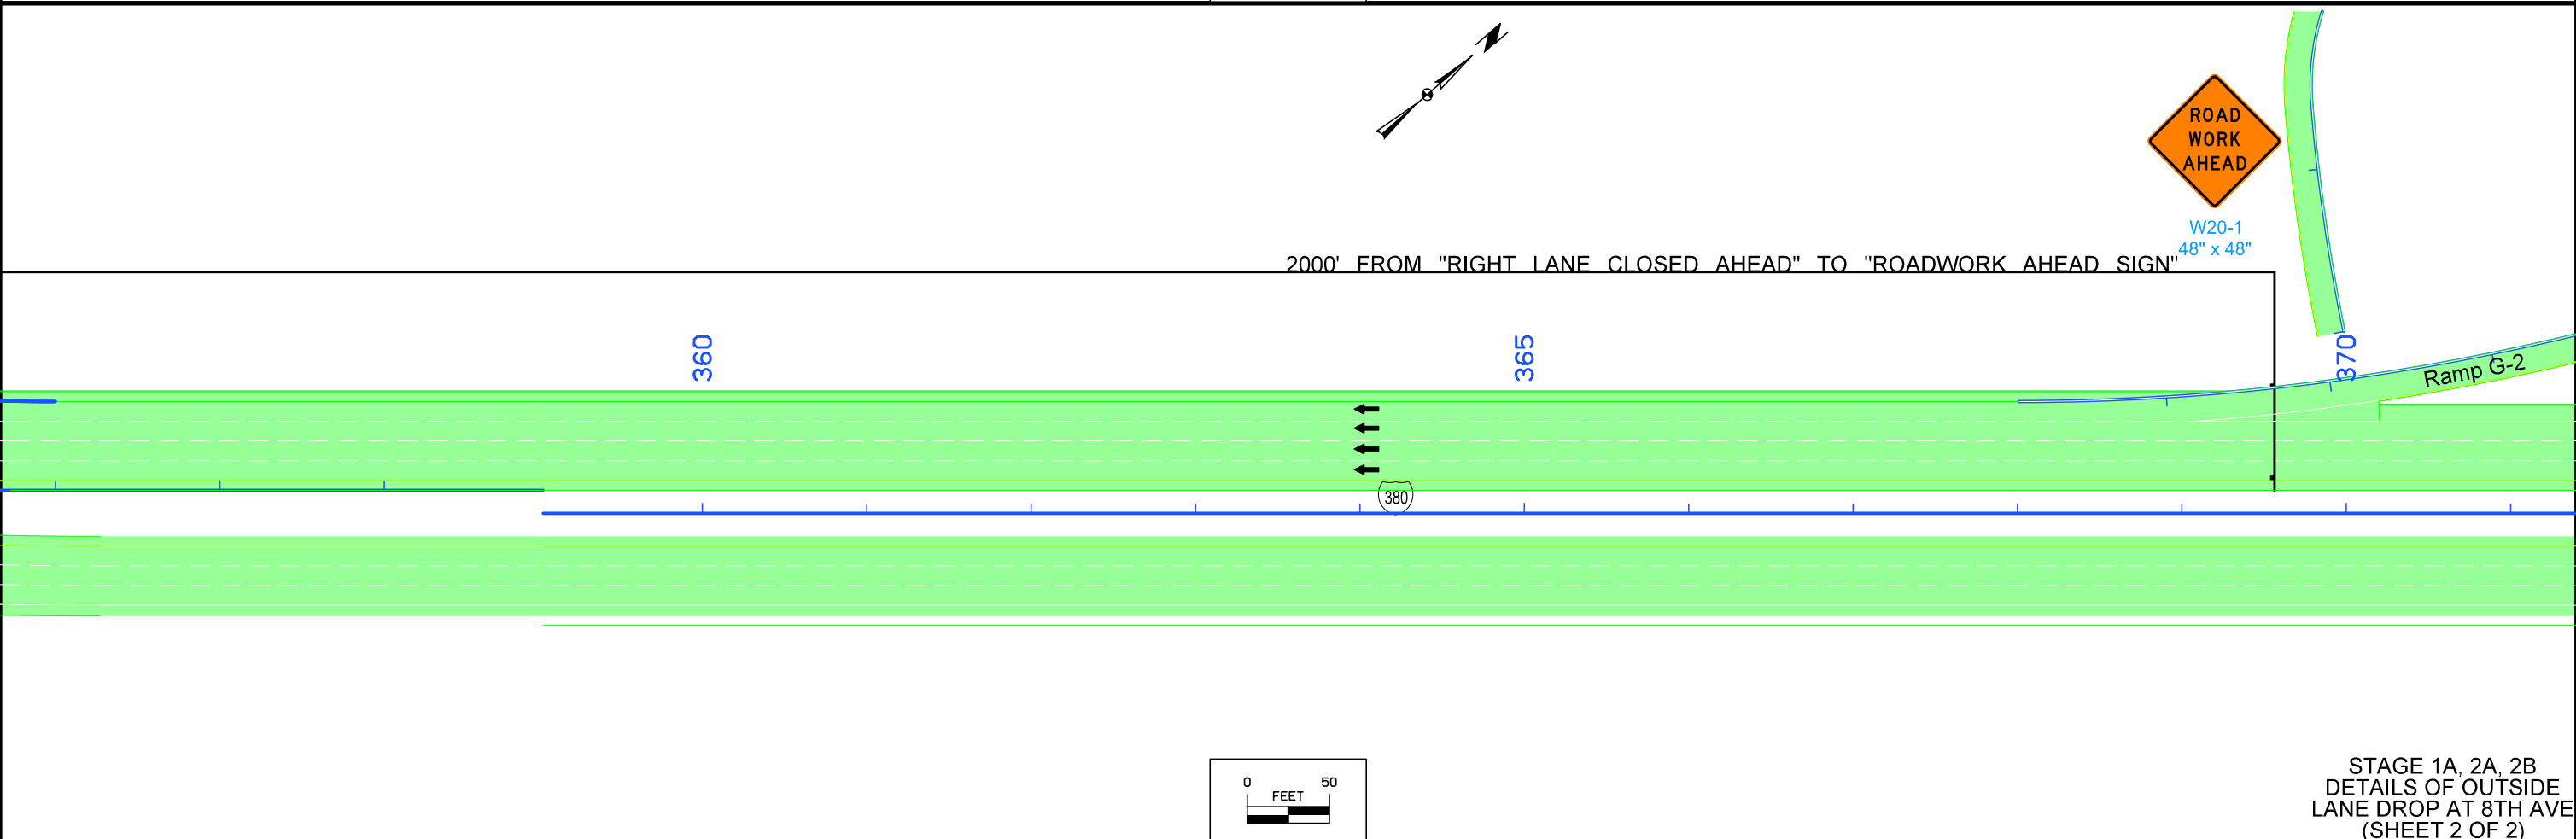 N
ROAD
WORK
AHEAD
W20-1
48" x 48"
2000' FROM "RIGHT LANE CLOSED AHEAD" TO "ROADWORK AHEAD SIGN"
360
365
370
Ramp G-2
380
0 50
FEET
STAGE 1A, 2A, 2B
DETAILS OF OUTSIDE
LANE DROP AT 8TH AVE
(SHEET 2 OF 2)